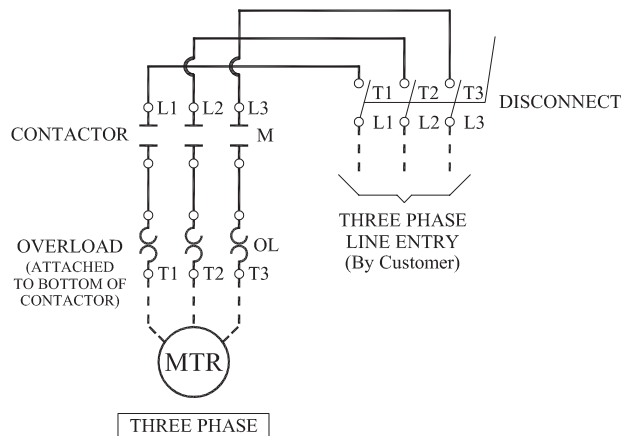 T1 T2 T3
L1 L2 L3
DISCONNECT
CONTACTOR
M
L1 L2 L3
THREE PHASE
LINE ENTRY
(By Customer)
OVERLOAD
(ATTACHED
TO BOTTOM OF
CONTACTOR)
OL
T1 T2 T3
MTR
THREE PHASE